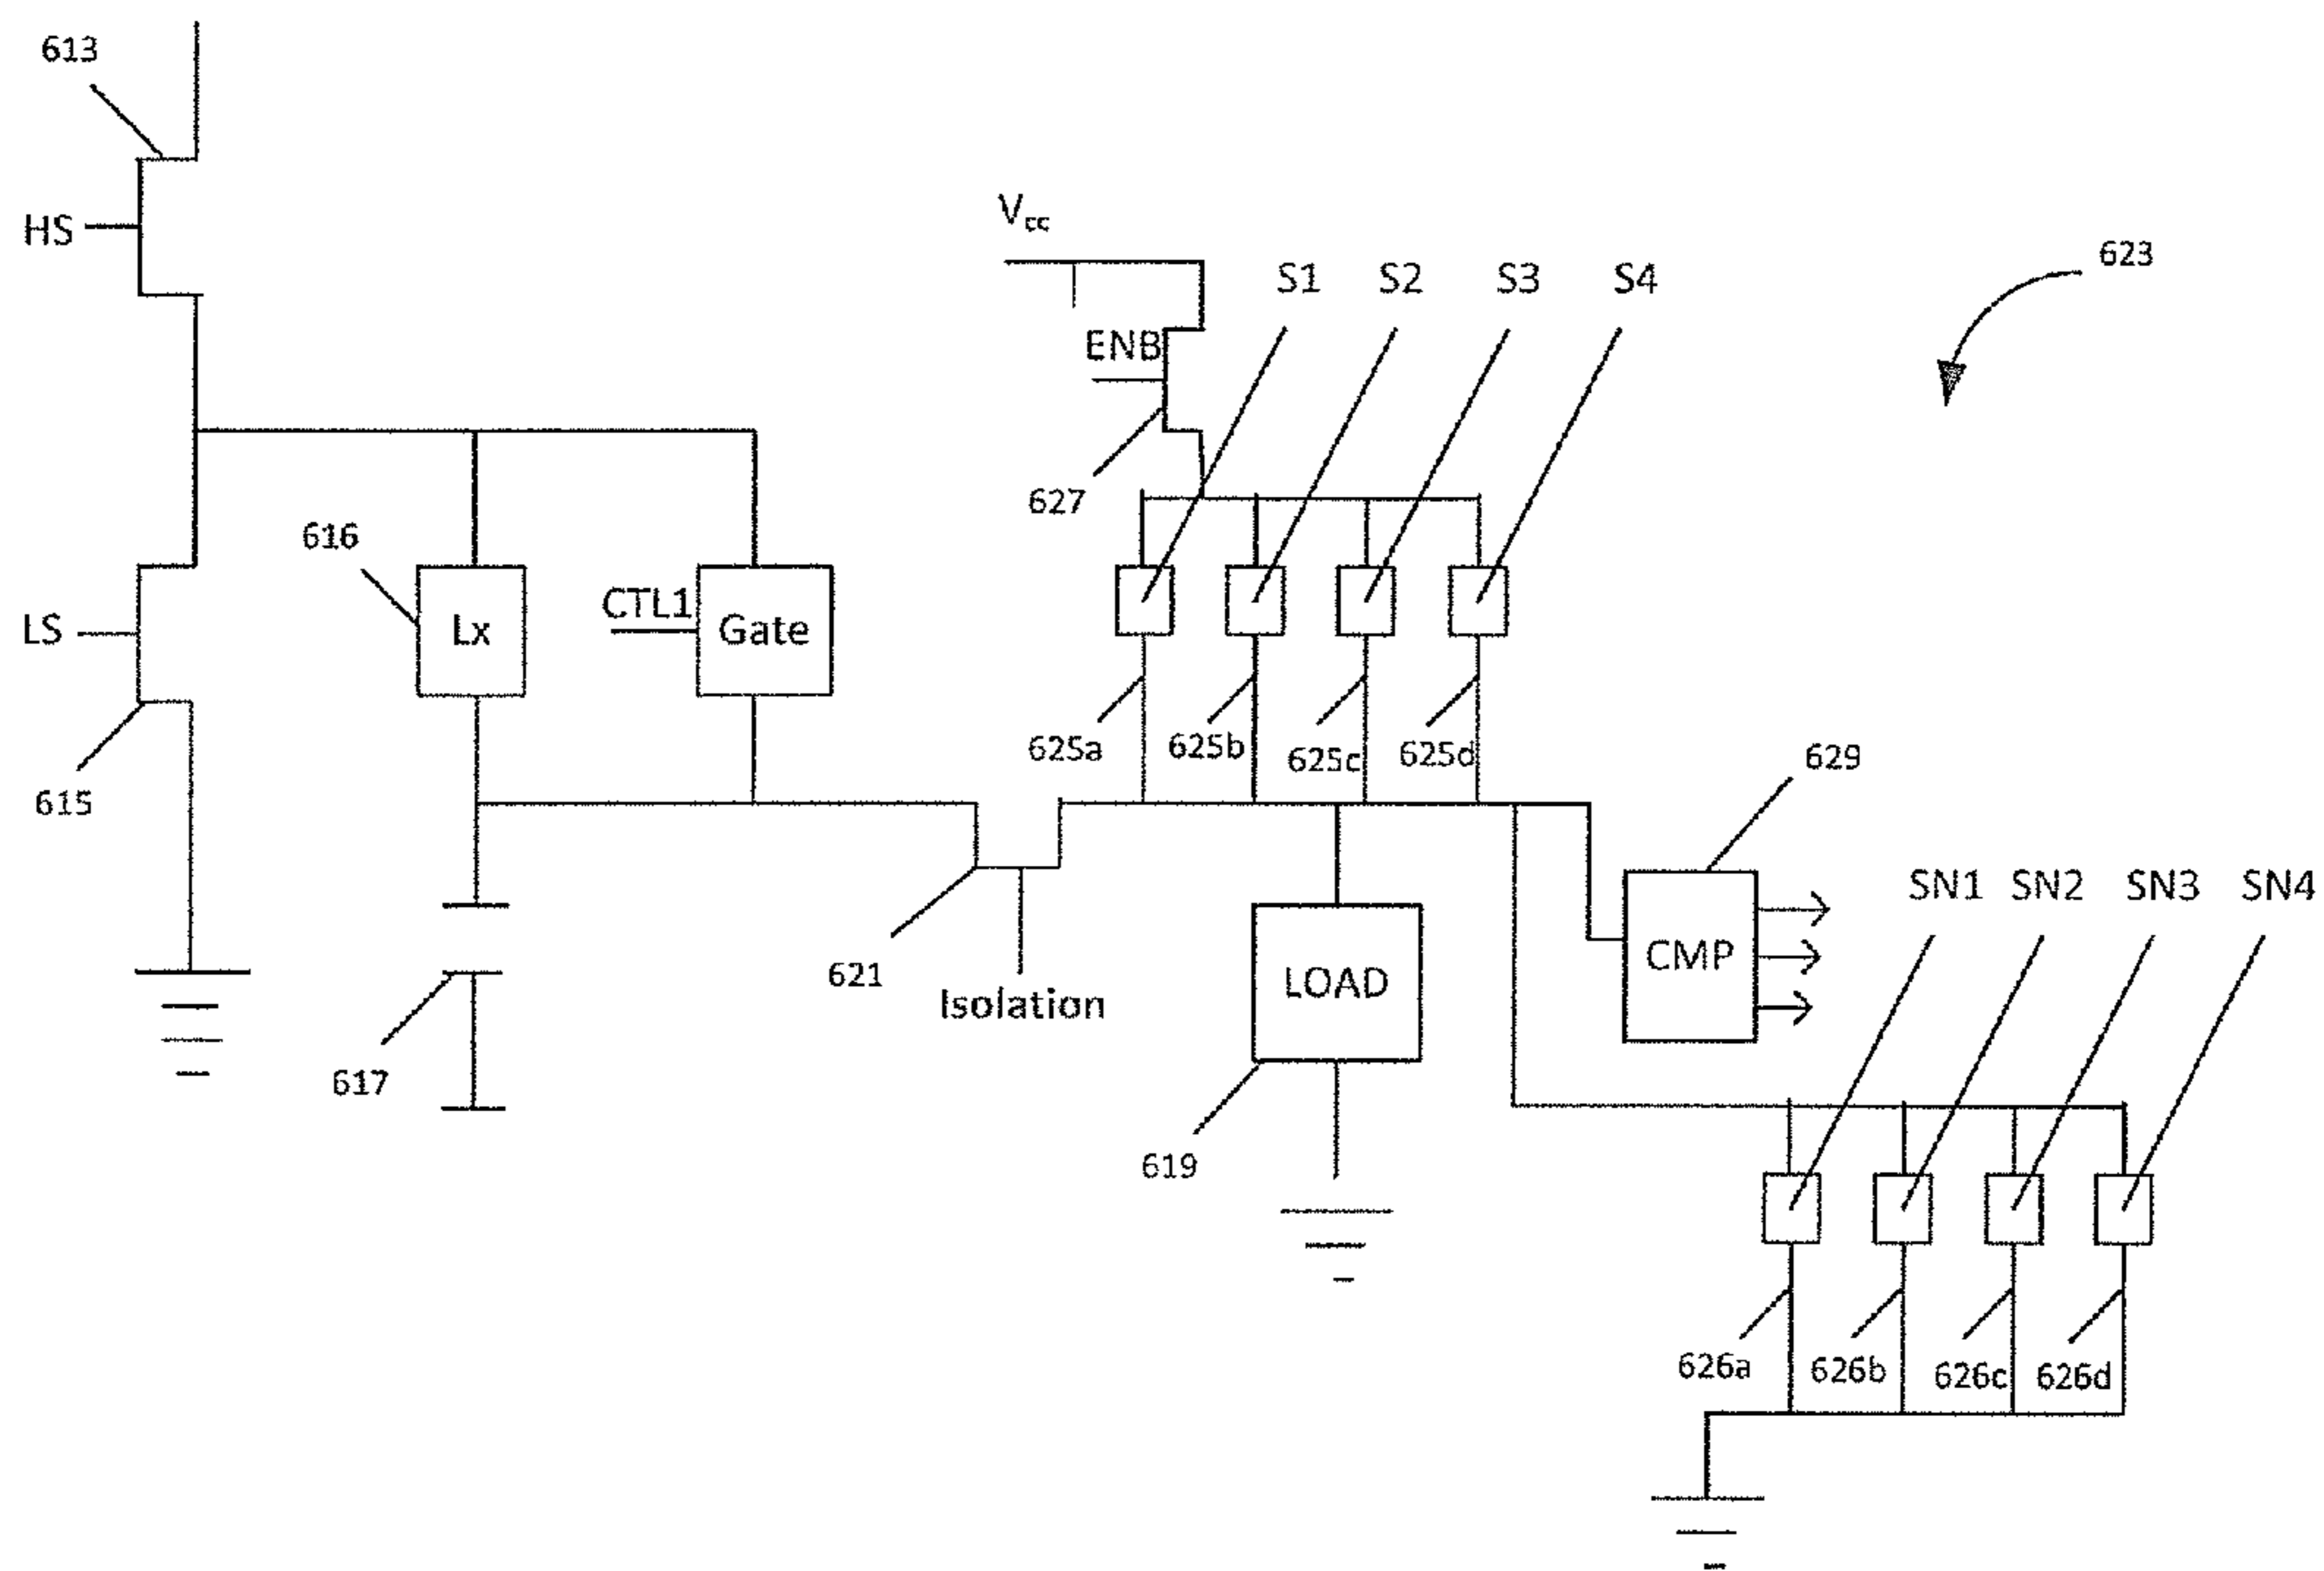 613
HS
Vcc
623
S1 S2 S3 S4
ENB
627
616
CTL1
Lx
Gate
LS
625a 625b 625c 625d
629
615
621
Isolation
LOAD
CMP
SN1 SN2 SN3 SN4
617
619
626a 626b 626c 626d